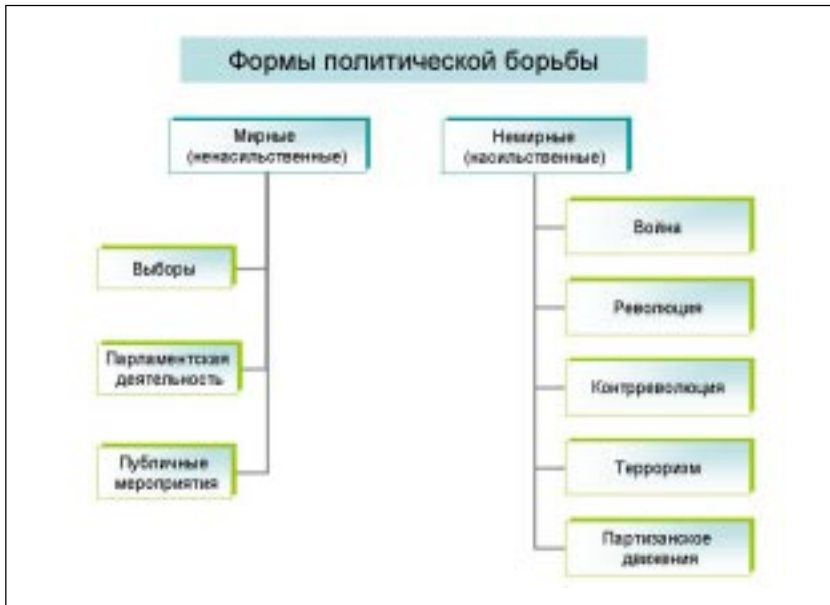 Формы политической борьбы
Мирные
(ненасильственные)
Выборы
Парламентская
деятельность
Публичные
мероприятия
Немирные
(насильственные)
Война
Революция
Контрреволюция
Терроризм
Партизанское
движения